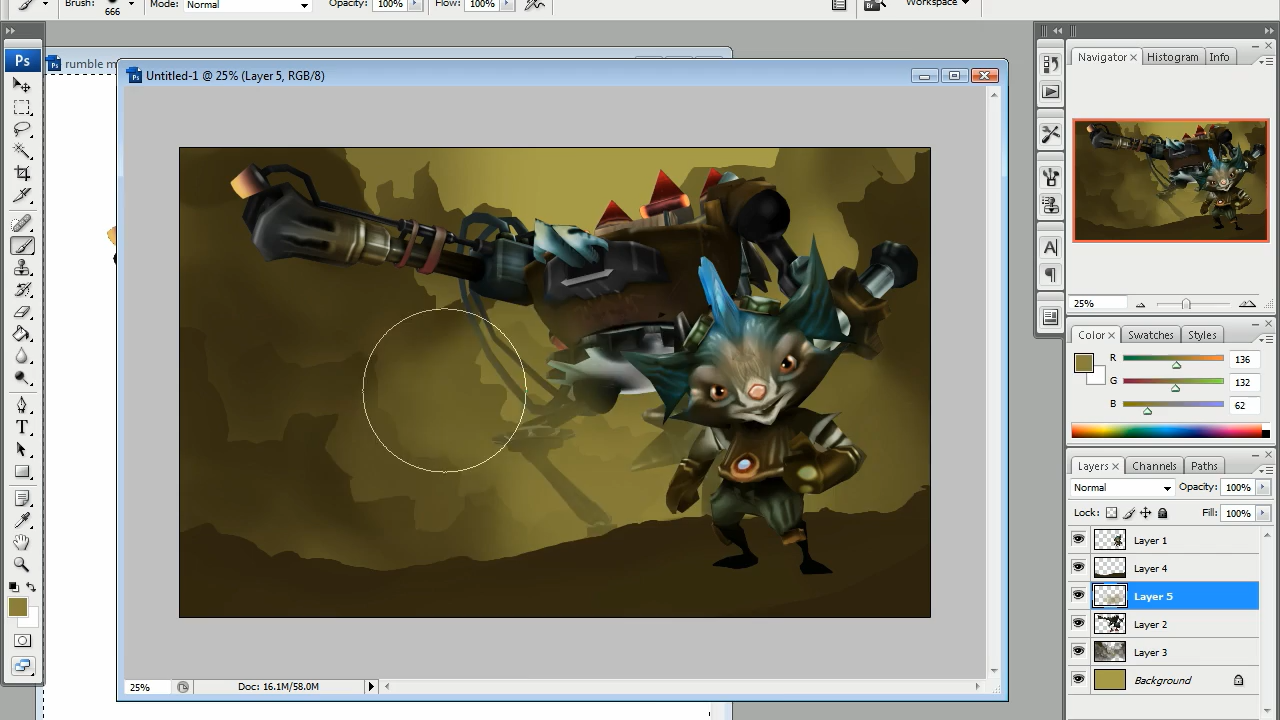 Brush: 666 Mode: Normal Opacity: 100% Flow: 100% Workspace
Ps
rumble m
Untitled-1 @ 25% (Layer 5, RGB/8)
Navigator × Histogram Info
25%
Color × Swatches Styles
R 136
G 132
B 62
Layers × Channels Paths
Normal Opacity: 100%
Lock: Fill: 100%
Layer 1
Layer 4
Layer 5
Layer 2
Layer 3
Background
25% Doc: 16.1M/58.0M